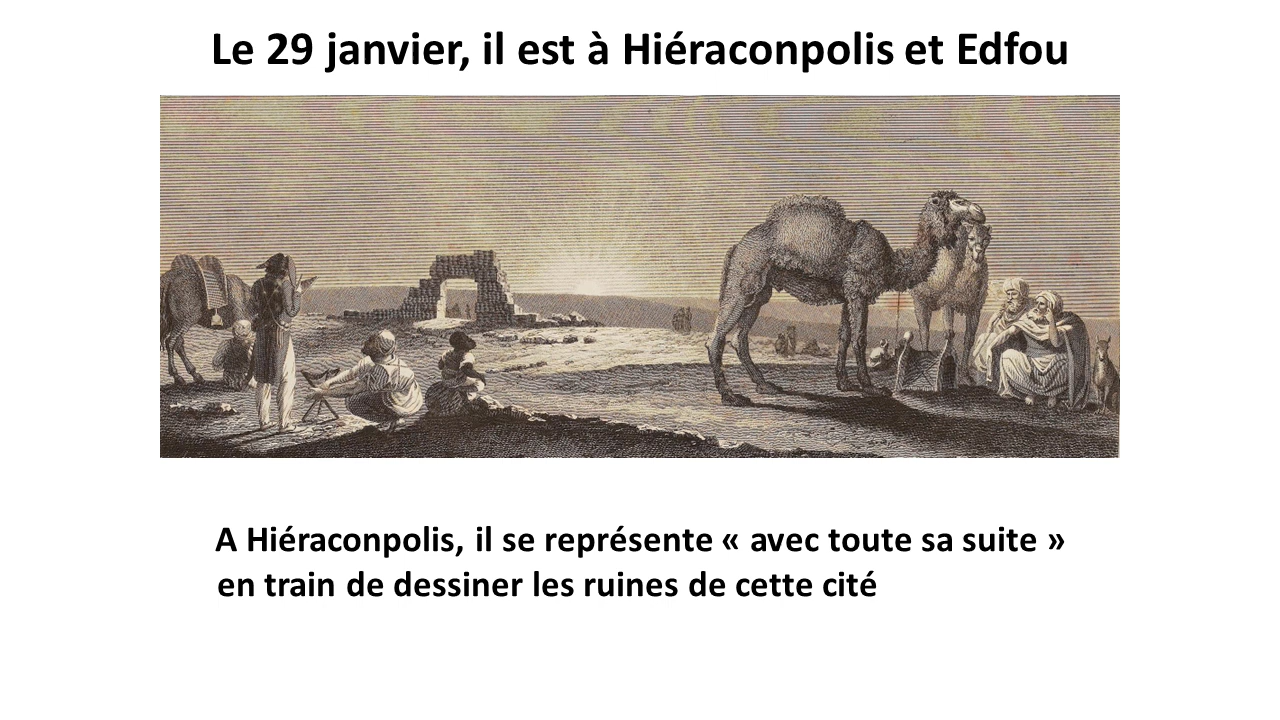 Le 29 janvier, il est à Hiéraconpolis et Edfou
A Hiéraconpolis, il se représente « avec toute sa suite »
en train de dessiner les ruines de cette cité